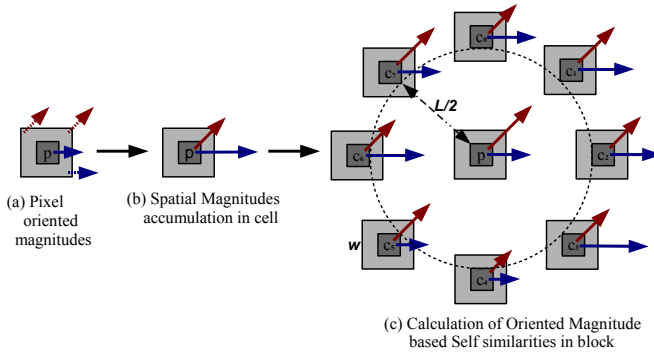 c₈
c₇
c₁
L/2
p
p
c₆
p
c₂
(a) Pixel
oriented
magnitudes
(b) Spatial Magnitudes
accumulation in cell
w
c₅
c₃
c₄
(c) Calculation of Oriented Magnitude
based Self similarities in block